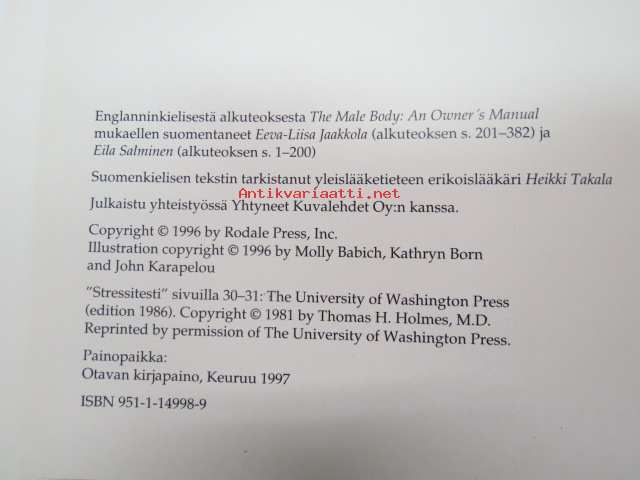 Englanninkielisestä alkuteoksesta The Male Body: An Owner´s Manual
mukaellen suomentaneet Eeva-Liisa Jaakkola (alkuteoksen s. 201–382) ja
Eila Salminen (alkuteoksen s. 1–200)
Suomenkielisen tekstin tarkistanut yleislääketieteen erikoislääkäri Heikki Takala
Antikvariaatti.net
Julkaistu yhteistyössä Yhtyneet Kuvalehdet Oy:n kanssa.
Copyright © 1996 by Rodale Press, Inc.
Illustration copyright © 1996 by Molly Babich, Kathryn Born
and John Karapelou
”Stressitesti” sivuilla 30–31: The University of Washington Press
(edition 1986). Copyright © 1981 by Thomas H. Holmes, M.D.
Reprinted by permission of The University of Washington Press.
Painopaikka:
Otavan kirjapaino, Keuruu 1997
ISBN 951-1-14998-9